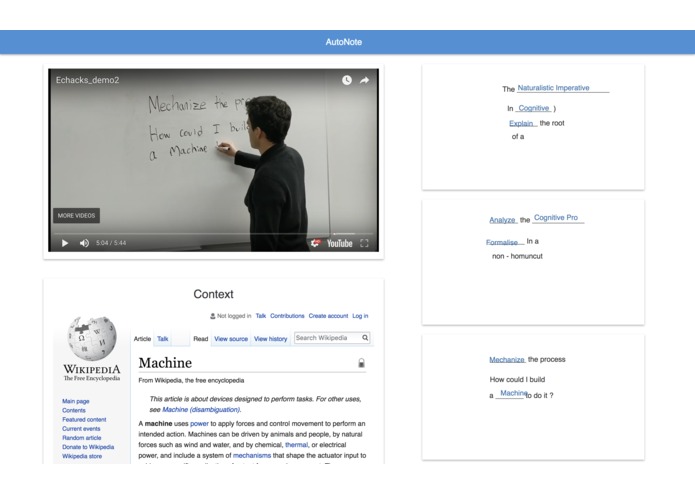 AutoNote
Echacks_demo2
Mechanize the pro
How could I buil
a Machine
MORE VIDEOS
5:04 / 5:44
YouTube
The Naturalistic Imperative
In Cognitive )
Explain the root
of a
Analyze the Cognitive Pro
Formalise In a
non - homuncut
Mechanize the process
How could I build
a Machine to do it ?
Context
Not logged in Talk Contributions Create account Log in
Article Talk Read View source View history Search Wikipedia
WIKIPEDIA
The Free Encyclopedia
Main page
Contents
Featured content
Current events
Random article
Donate to Wikipedia
Wikipedia store
Machine
From Wikipedia, the free encyclopedia
This article is about devices designed to perform tasks. For other uses,
see Machine (disambiguation).
A machine uses power to apply forces and control movement to perform an
intended action. Machines can be driven by animals and people, by natural
forces such as wind and water, and by chemical, thermal, or electrical
power, and include a system of mechanisms that shape the actuator input to